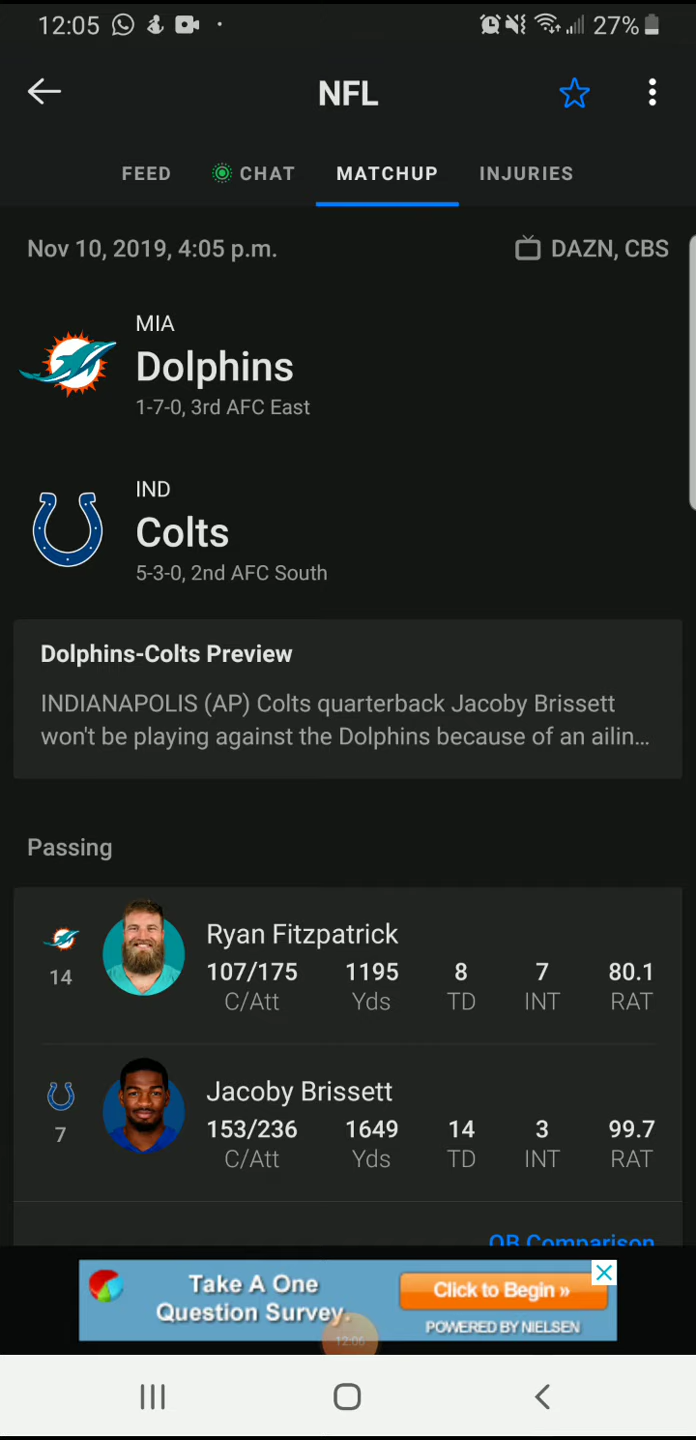 12:05
27%
NFL
FEED CHAT MATCHUP INJURIES
Nov 10, 2019, 4:05 p.m. DAZN, CBS
MIA
Dolphins
1-7-0, 3rd AFC East
IND
Colts
5-3-0, 2nd AFC South
Dolphins-Colts Preview
INDIANAPOLIS (AP) Colts quarterback Jacoby Brissett
won't be playing against the Dolphins because of an ailin...
Passing
Ryan Fitzpatrick
14 107/175 1195 8 7 80.1
C/Att Yds TD INT RAT
Jacoby Brissett
7 153/236 1649 14 3 99.7
C/Att Yds TD INT RAT
QB Comparison
Take A One
Question Survey.
Click to Begin »
POWERED BY NIELSEN
12:06